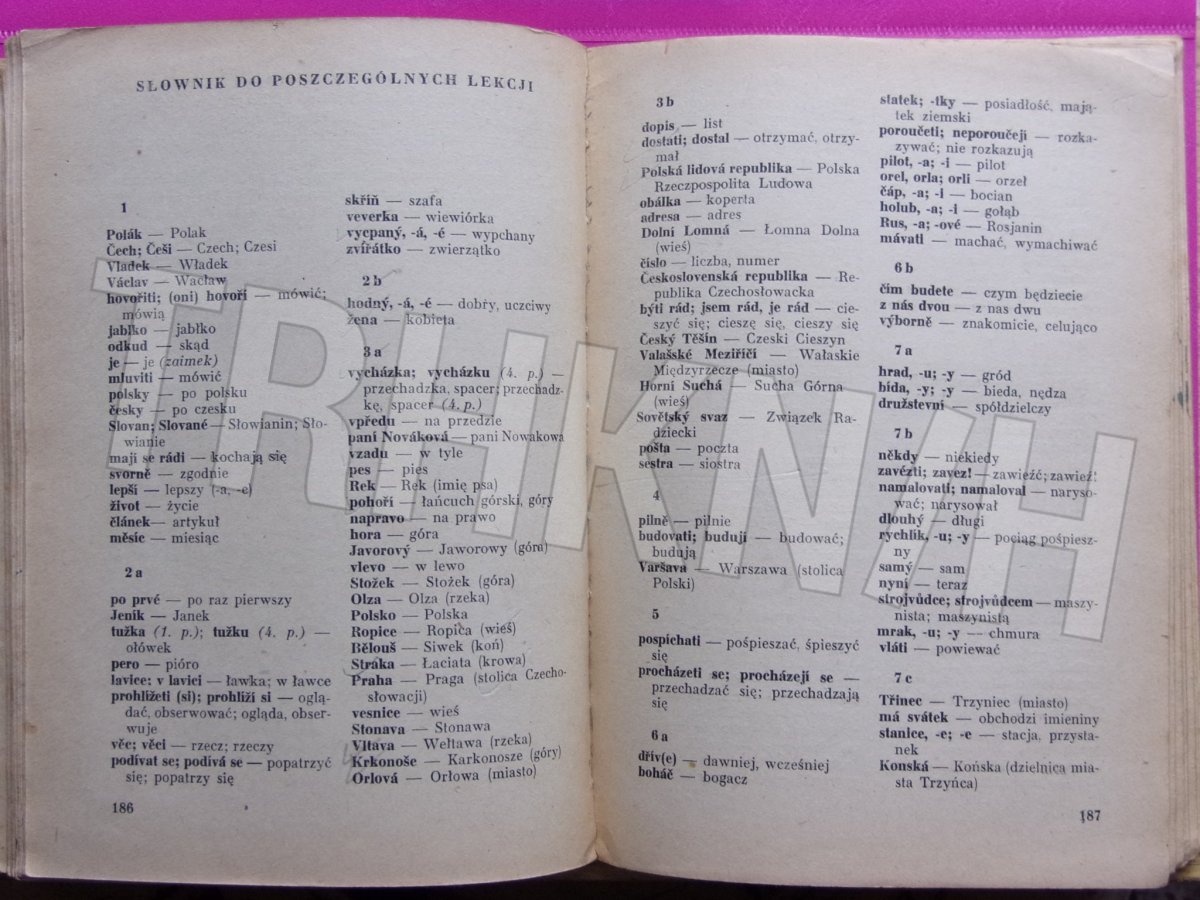 SŁOWNIK DO POSZCZEGÓLNYCH LEKCJI
1
Polák — Polak
Čech; Češi — Czech; Czesi
Vladek — Władek
Václav — Wacław
hovořiti; (oni) hovoří — mówić;
mówią
jablko — jabłko
odkud — skąd
je — je (zaimek)
mluviti — mówić
polsky — po polsku
česky — po czesku
Slovan; Slované — Słowianin; Sło-
wianie
mají se rádi — kochają się
svorně — zgodnie
lepší — lepszy (-a, -e)
život — życie
článek — artykuł
měsíc — miesiąc
2 a
po prvé — po raz pierwszy
Jeník — Janek
tužka (1. p.); tužku (4. p.) —
ołówek
pero — pióro
lavice; v lavici — ławka; w ławce
prohlížeti (si); prohlíží si — oglą-
dać, obserwować; ogląda, obser-
wuje
věc; věci — rzecz; rzeczy
podívat se; podívá se — popatrzyć
się; popatrzy się
186
skříň — szafa
veverka — wiewiórka
vycpaný, -á, -é — wypchany
zvířátko — zwierzątko
2 b
hodný, -á, -é — dobry, uczciwy
žena — kobieta
3 a
vycházka; vycházku (4. p.) —
przechadzka, spacer; przechadz-
kę, spacer (4. p.)
vpředu — na przedzie
paní Nováková — pani Nowakowa
vzadu — w tyle
pes — pies
Rek — Rek (imię psa)
pohoří — łańcuch górski, góry
napravo — na prawo
hora — góra
Javorový — Jaworowy (góra)
vlevo — w lewo
Stožek — Stożek (góra)
Olza — Olza (rzeka)
Polsko — Polska
Ropice — Ropica (wieś)
Bělouš — Siwek (koń)
Straka — Łaciata (krowa)
Praha — Praga (stolica Czecho-
słowacji)
vesnice — wieś
Stonava — Stonawa
Vltava — Wełtawa (rzeka)
Krkonoše — Karkonosze (góry)
Orlová — Orłowa (miasto)
3 b
dopis — list
dostati; dostal — otrzymać, otrzy-
mał
Polská lidová republika — Polska
Rzeczpospolita Ludowa
obálka — koperta
adresa — adres
Dolní Lomná — Łomna Dolna
(wieś)
číslo — liczba, numer
Československá republika — Re-
publika Czechosłowacka
býti rád; jsem rád, je rád — cie-
szyć się; cieszę się, cieszy się
Český Těšín — Czeski Cieszyn
Valašské Meziříčí — Wałaskie
Międzyrzecze (miasto)
Horní Suchá — Sucha Górna
(wieś)
Sovětský svaz — Związek Ra-
dziecki
pošta — poczta
sestra — siostra
4
pilně — pilnie
budovati; budují — budować;
budują
Varšava — Warszawa (stolica
Polski)
5
pospíchati — pośpieszać, śpieszyć
się
procházeti se; procházejí se —
przechadzać się; przechadzają
się
6 a
dřív(e) — dawniej, wcześniej
boháč — bogacz
statek; -tky — posiadłość, mają-
tek ziemski
poroučeti; neporoučejí — rozka-
zywać; nie rozkazują
pilot, -a; -i — pilot
orel, orla; orli — orzeł
čáp, -a; -i — bocian
holub, -a; -i — gołąb
Rus, -a; -ové — Rosjanin
mávati — machać, wymachiwać
6 b
čím budete — czym będziecie
z nás dvou — z nas dwu
výborně — znakomicie, celująco
7 a
hrad, -u; -y — gród
bída, -y; -y — bieda, nędza
družstevní — spółdzielczy
7 b
někdy — niekiedy
zavézti; zavez! — zawieźć; zawieź!
namalovati; namaloval — naryso-
wać; narysował
dlouhý — długi
rychlík, -u; -y — pociąg pośpiesz-
ny
samý — sam
nyní — teraz
strojvůdce; strojvůdcem — maszy-
nista; maszynistą
mrak, -u; -y — chmura
vláti — powiewać
7 c
Třinec — Trzyniec (miasto)
má svátek — obchodzi imieniny
stanice, -e; -e — stacja, przysta-
nek
Konská — Końska (dzielnica mia-
sta Trzyńca)
187
TRHKNIH